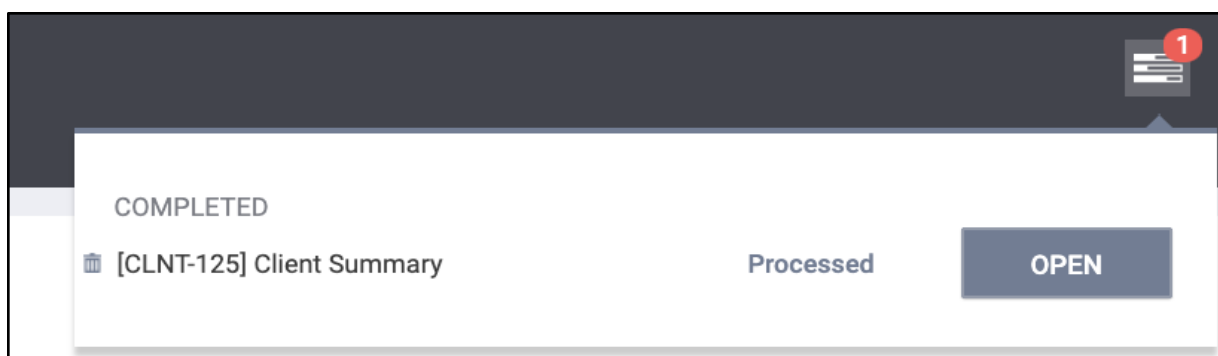 1
COMPLETED
[CLNT-125] Client Summary Processed OPEN